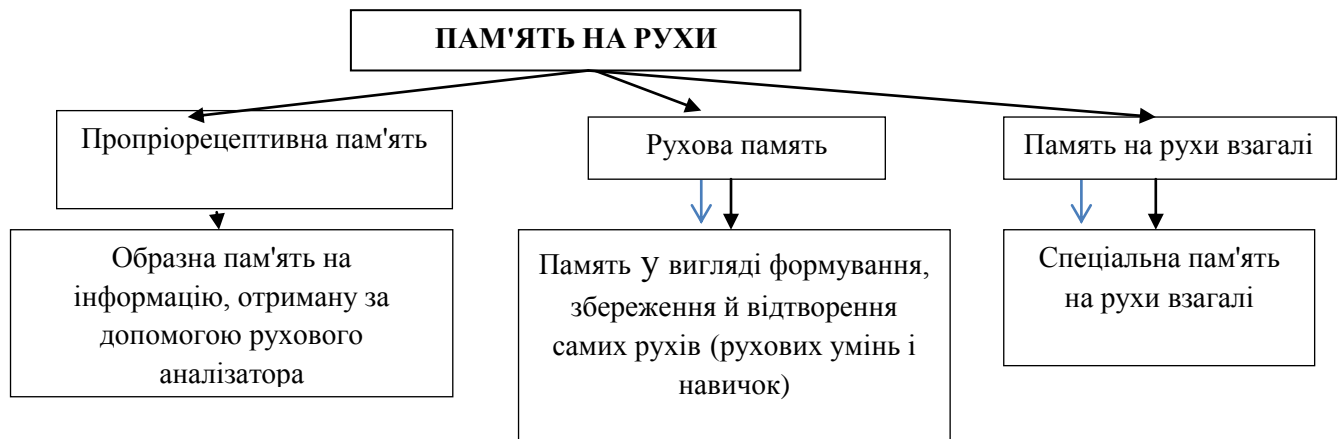 ПАМ'ЯТЬ НА РУХИ
Пропріорецептивна пам'ять
Рухова память
Память на рухи взагалі
Образна пам'ять на
інформацію, отриману за
допомогою рухового
аналізатора
Память у вигляді формування,
збереження й відтворення
самих рухів (рухових умінь і
навичок)
Спеціальна пам'ять
на рухи взагалі